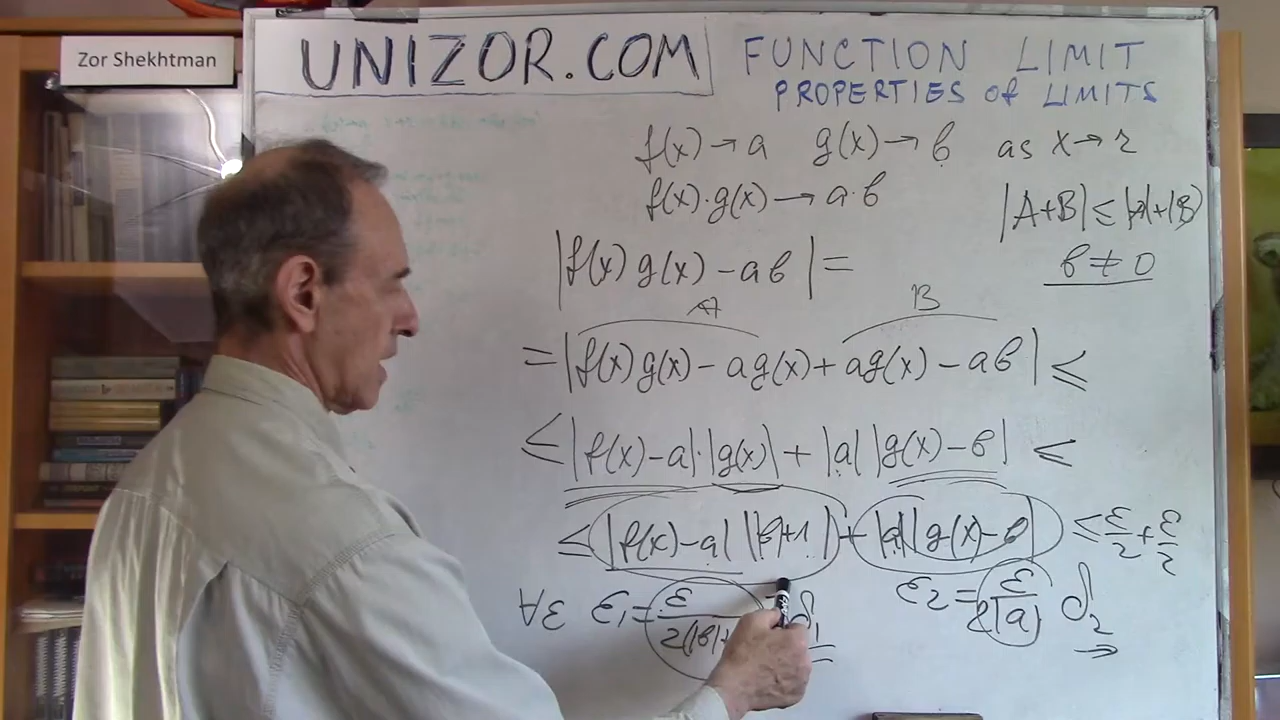 Zor Shekhtman
UNIZOR.COM
FUNCTION LIMIT
PROPERTIES of LIMITS
f(x)→a g(x)→b as x→r
f(x)·g(x)→a·b
|A+B|≤|A|+|B|
|f(x)g(x)-ab|=
b≠0
A B
=|f(x)g(x)-ag(x)+ag(x)-ab|≤
≤|f(x)-a|·|g(x)|+|a||g(x)-b|≤
≤|f(x)-a|||b|+1|+|a||g(x)-b|≤ε/2+ε/2
∀ε ε₁=ε/2(|b|+ δ₁ ε₂=ε/2|a| δ₂
⇒